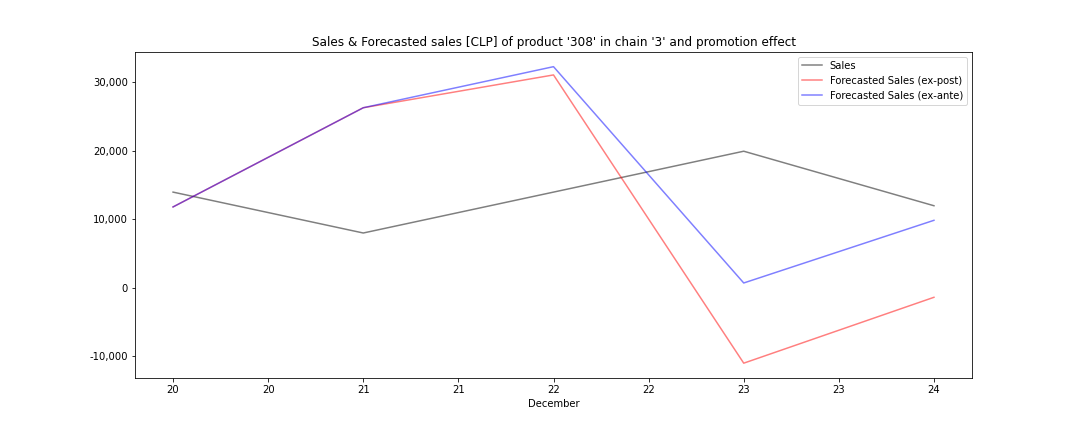 Sales & Forecasted sales [CLP] of product '308' in chain '3' and promotion effect
Sales
Forecasted Sales (ex-post)
Forecasted Sales (ex-ante)
30,000
20,000
10,000
0
-10,000
20 20 21 21 22 22 23 23 24
December